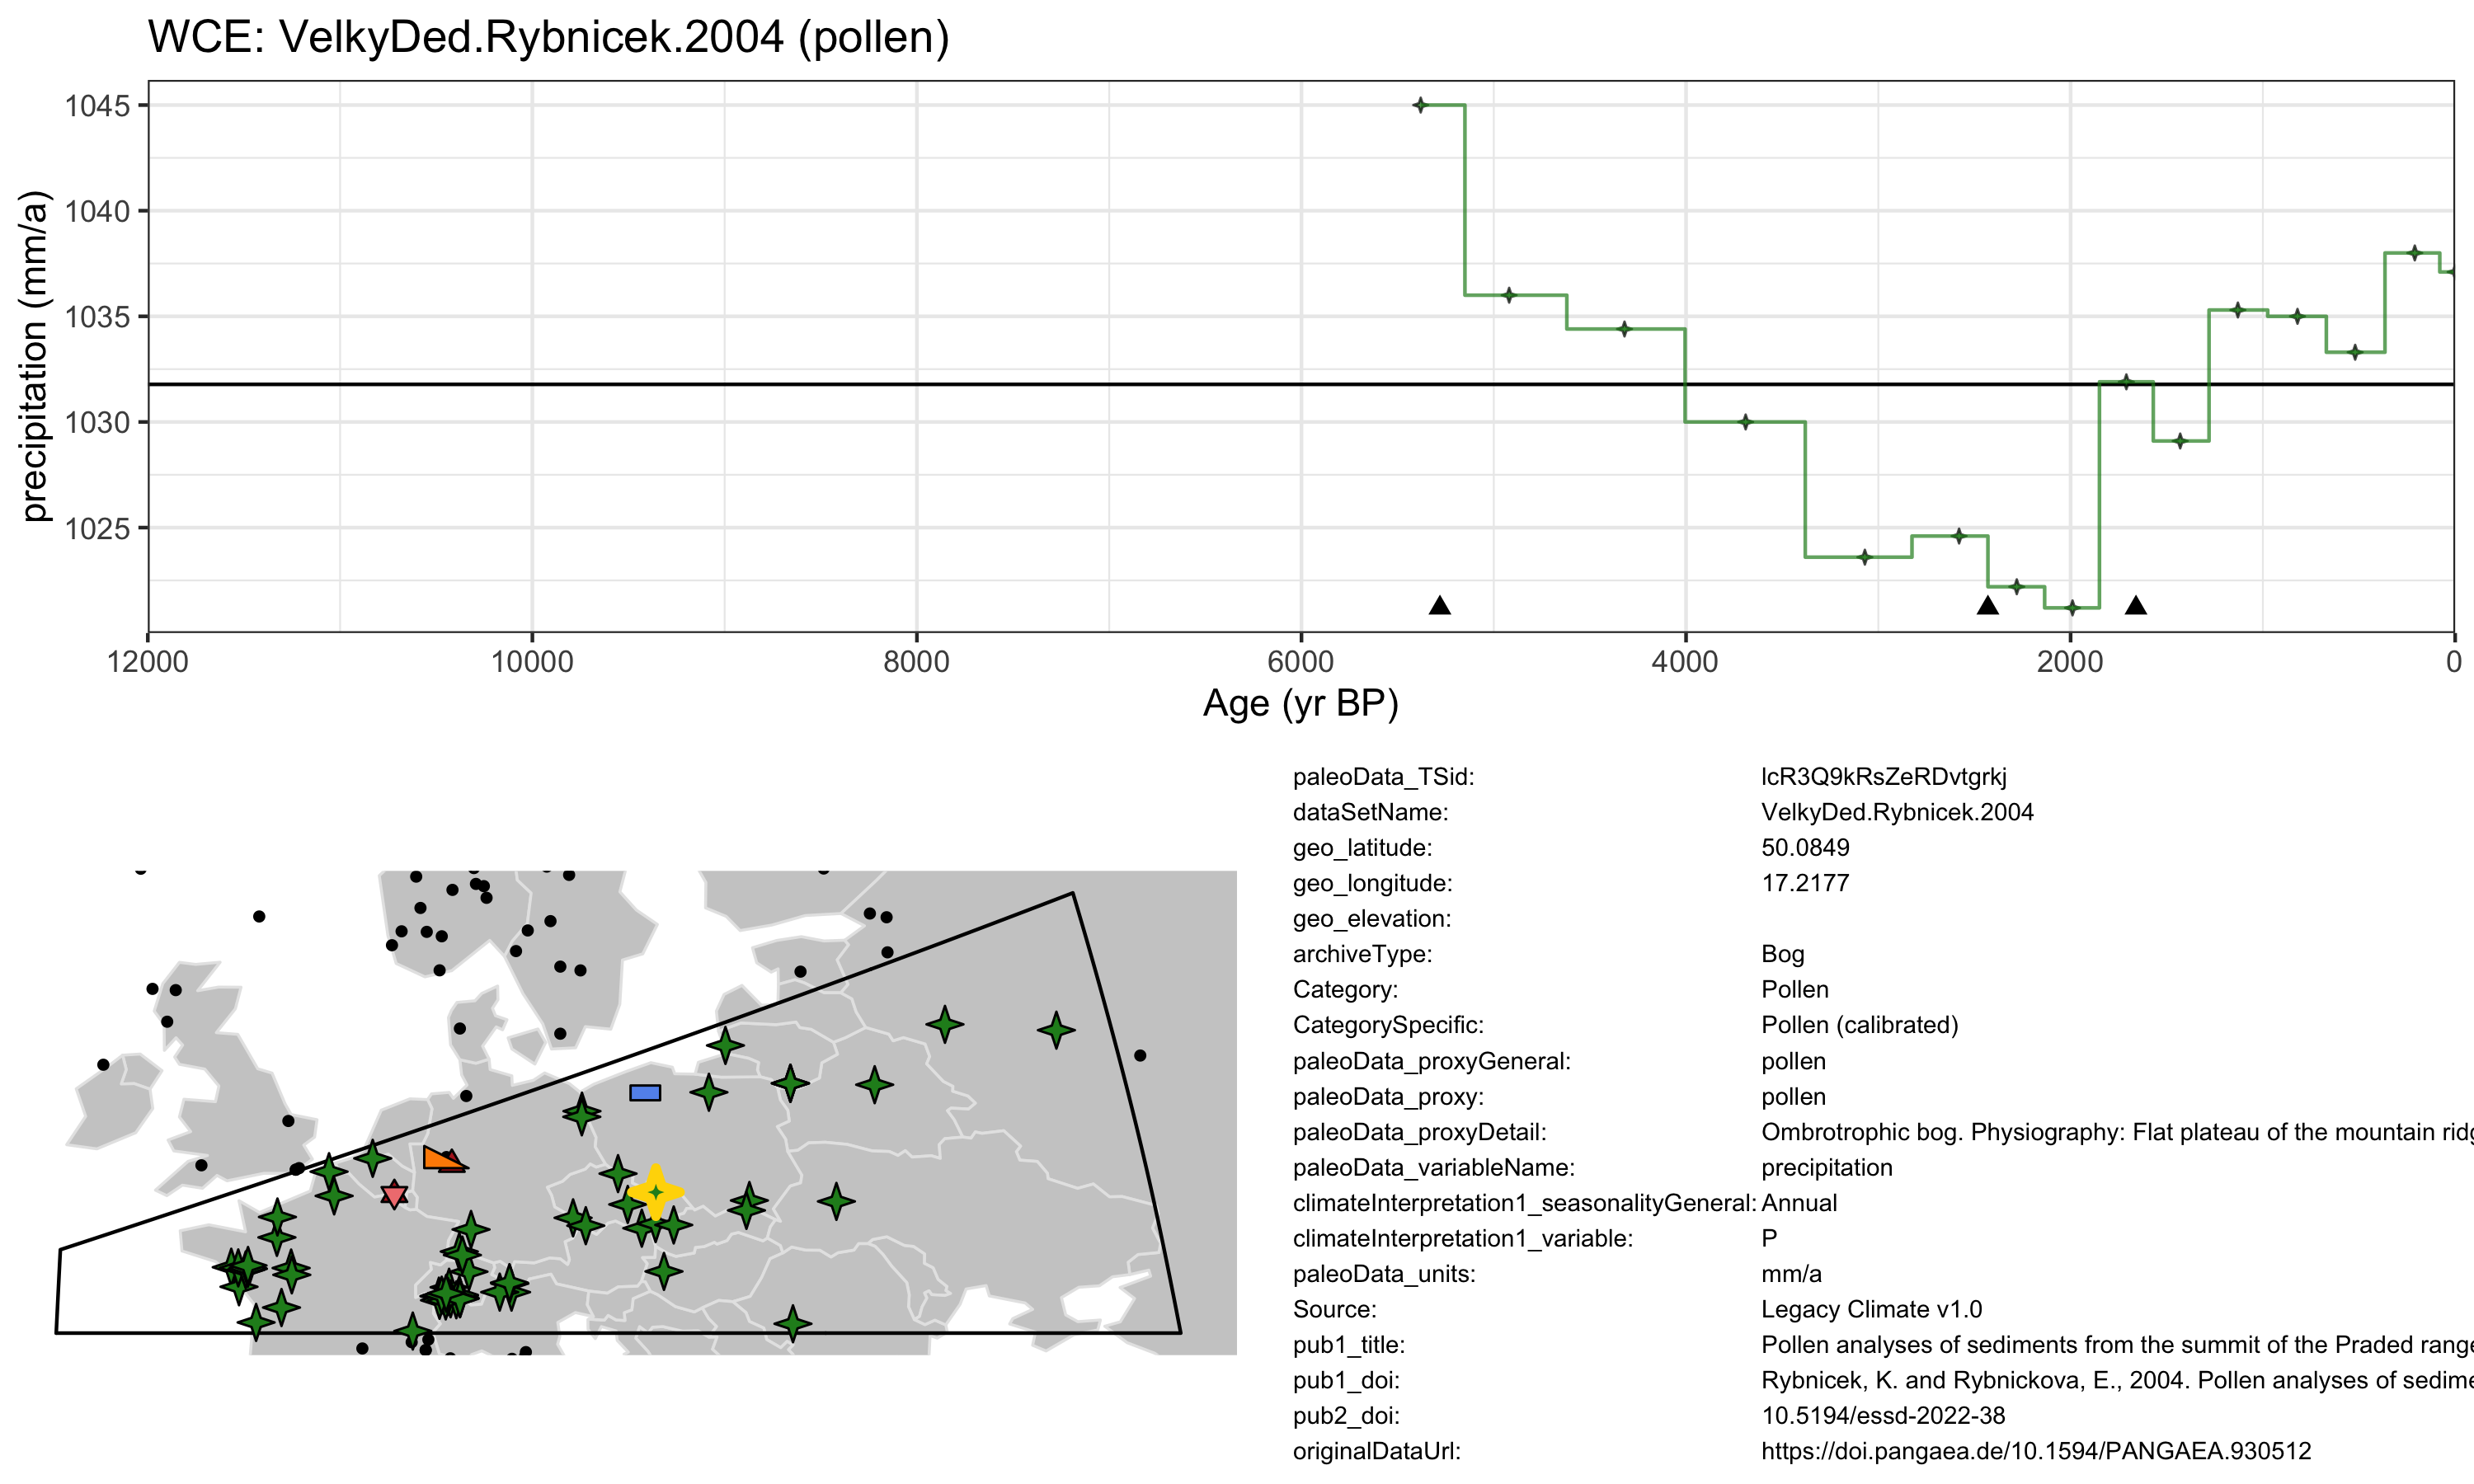 WCE: VelkyDed.Rybnicek.2004 (pollen)
precipitation (mm/a)
1045
1040
1035
1030
1025
12000 10000 8000 6000 4000 2000 0
Age (yr BP)
paleoData_TSid: lcR3Q9kRsZeRDvtgrkj
dataSetName: VelkyDed.Rybnicek.2004
geo_latitude: 50.0849
geo_longitude: 17.2177
geo_elevation:
archiveType: Bog
Category: Pollen
CategorySpecific: Pollen (calibrated)
paleoData_proxyGeneral: pollen
paleoData_proxy: pollen
paleoData_proxyDetail: Ombrotrophic bog. Physiography: Flat plateau of the mountain ridg
paleoData_variableName: precipitation
climateInterpretation1_seasonalityGeneral: Annual
climateInterpretation1_variable: P
paleoData_units: mm/a
Source: Legacy Climate v1.0
pub1_title: Pollen analyses of sediments from the summit of the Praded range
pub1_doi: Rybnicek, K. and Rybnickova, E., 2004. Pollen analyses of sedime
pub2_doi: 10.5194/essd-2022-38
originalDataUrl: https://doi.pangaea.de/10.1594/PANGAEA.930512